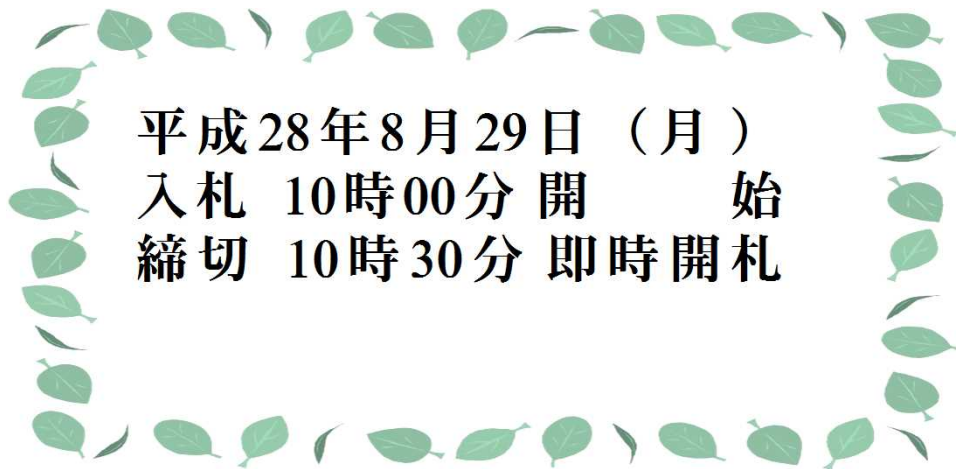 平成28年8月29日（月）
入札 10時00分 開　　始
締切 10時30分 即時開札